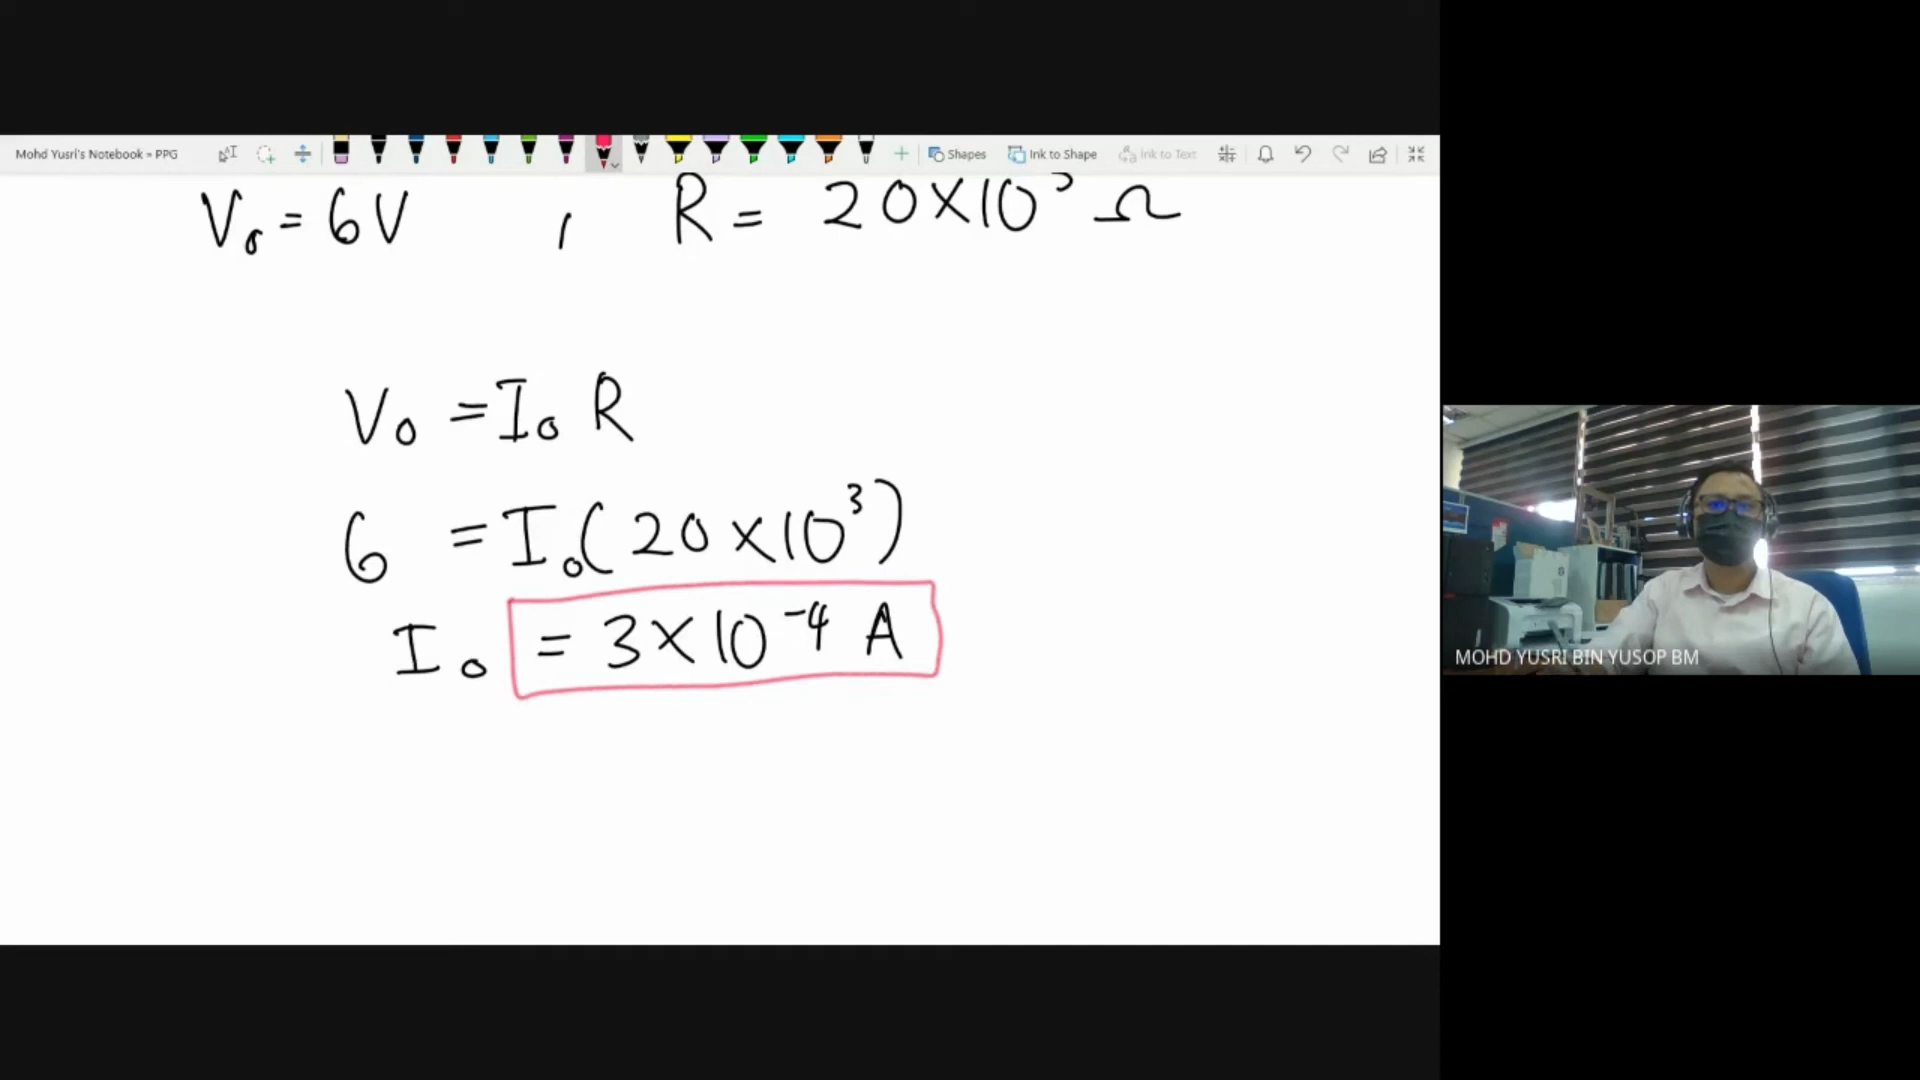 Mohd Yusri's Notebook » PPG
Shapes
Ink to Shape
Ink to Text
V₀ = 6V , R = 20×10³ Ω
V₀ = I₀ R
6 = I₀(20×10³)
I₀ = 3×10⁻⁴ A
MOHD YUSRI BIN YUSOP BM